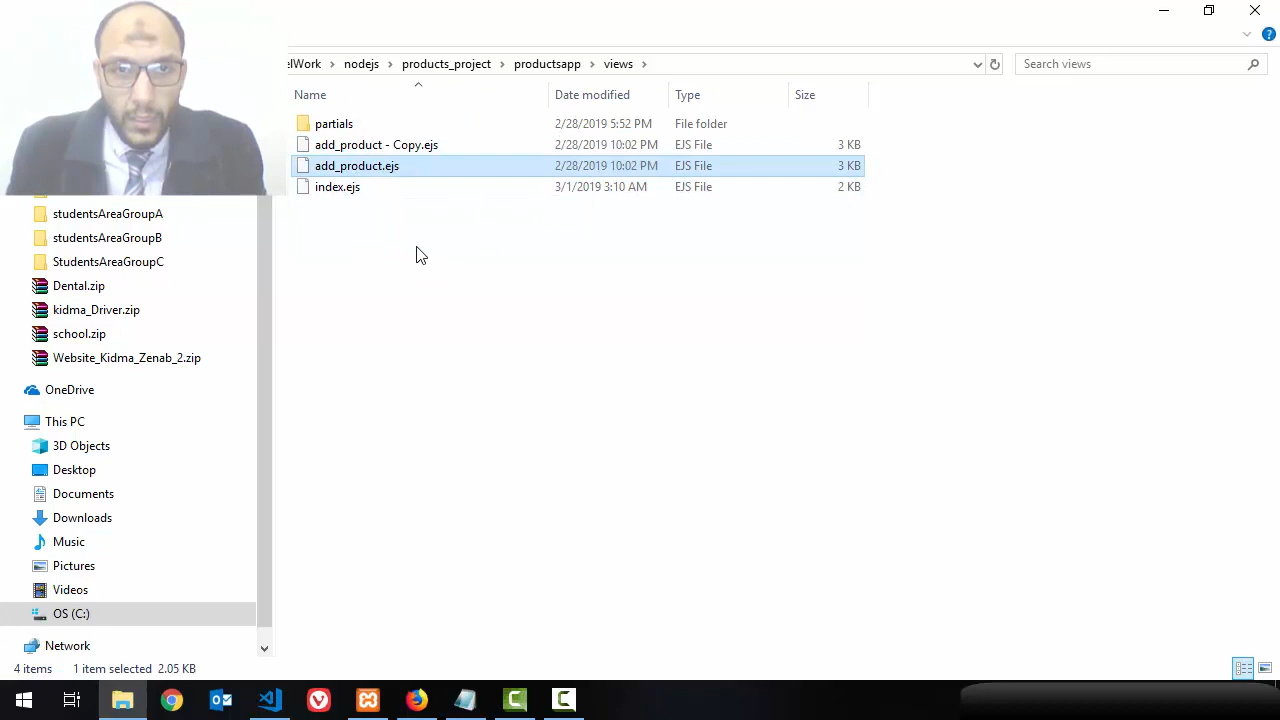 elWork > nodejs > products_project > productsapp > views >
Search views
Name Date modified Type Size
partials 2/28/2019 5:52 PM File folder
add_product - Copy.ejs 2/28/2019 10:02 PM EJS File 3 KB
add_product.ejs 2/28/2019 10:02 PM EJS File 3 KB
index.ejs 3/1/2019 3:10 AM EJS File 2 KB
studentsAreaGroupA
studentsAreaGroupB
StudentsAreaGroupC
Dental.zip
kidma_Driver.zip
school.zip
Website_Kidma_Zenab_2.zip
OneDrive
This PC
3D Objects
Desktop
Documents
Downloads
Music
Pictures
Videos
OS (C:)
Network
4 items 1 item selected 2.05 KB